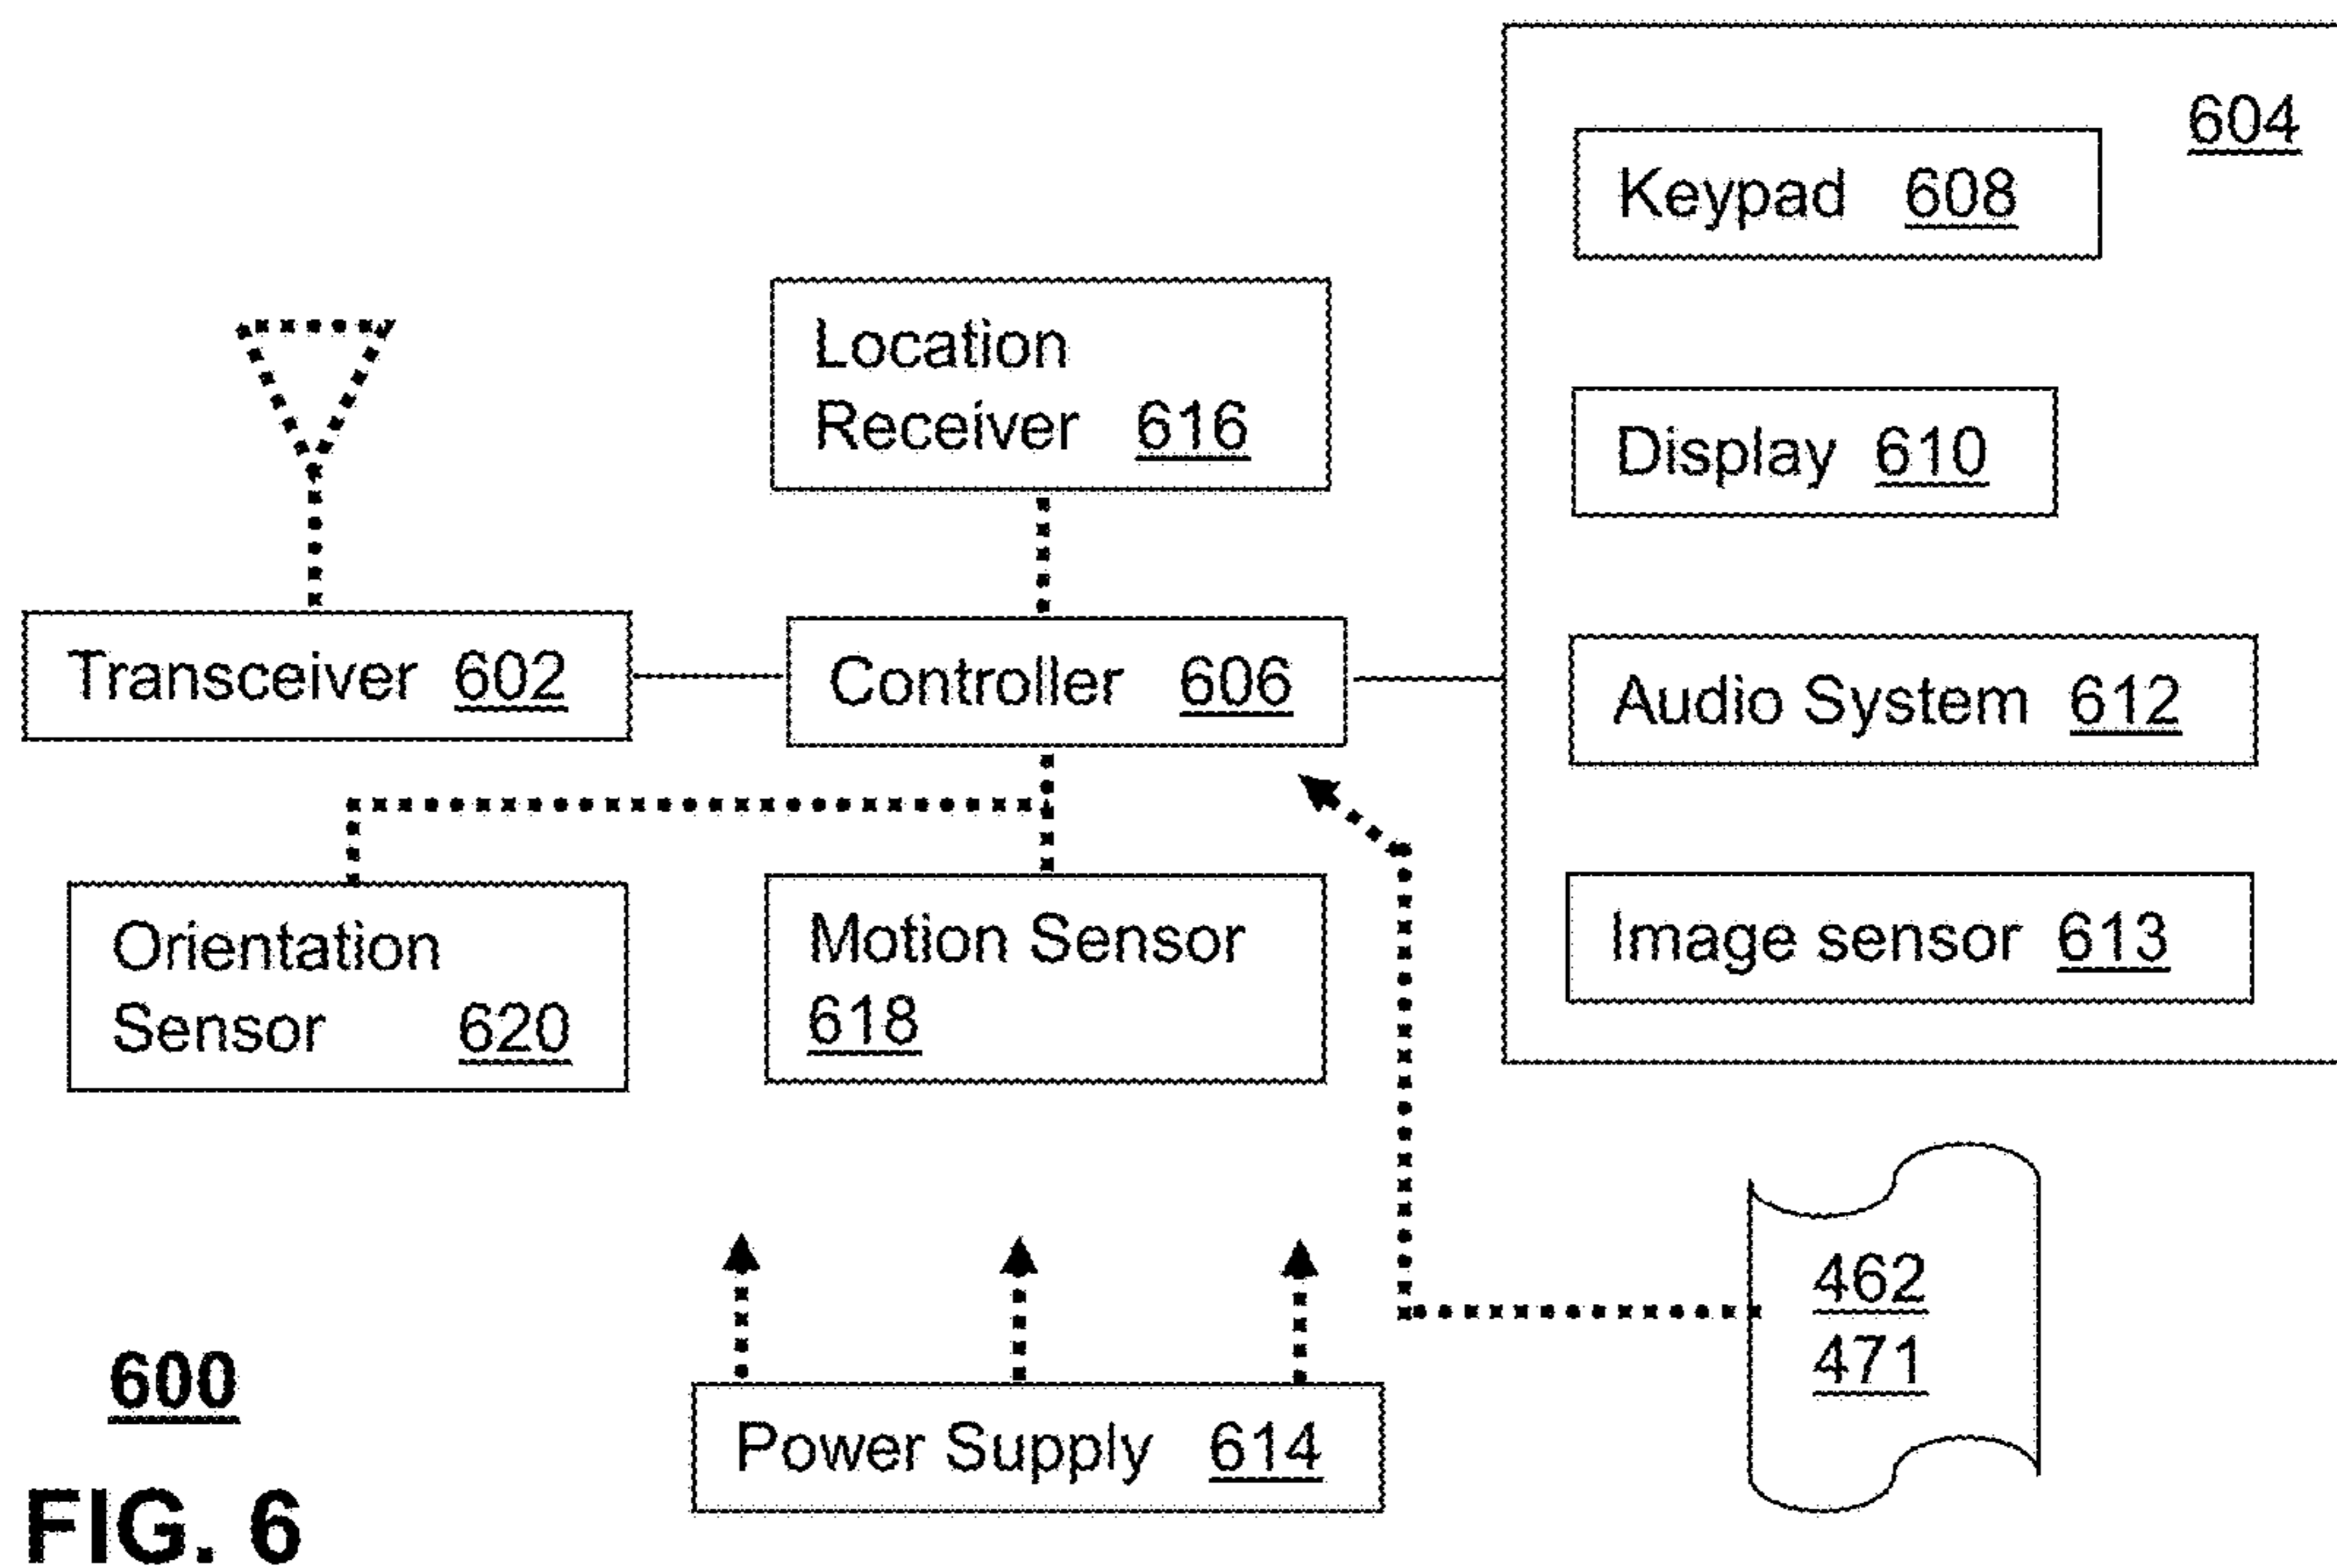 604
Keypad 608
Location
Receiver 616
Display 610
Transceiver 602
Controller 606
Audio System 612
Orientation
Sensor 620
Motion Sensor
618
Image sensor 613
462
471
600
Power Supply 614
FIG. 6